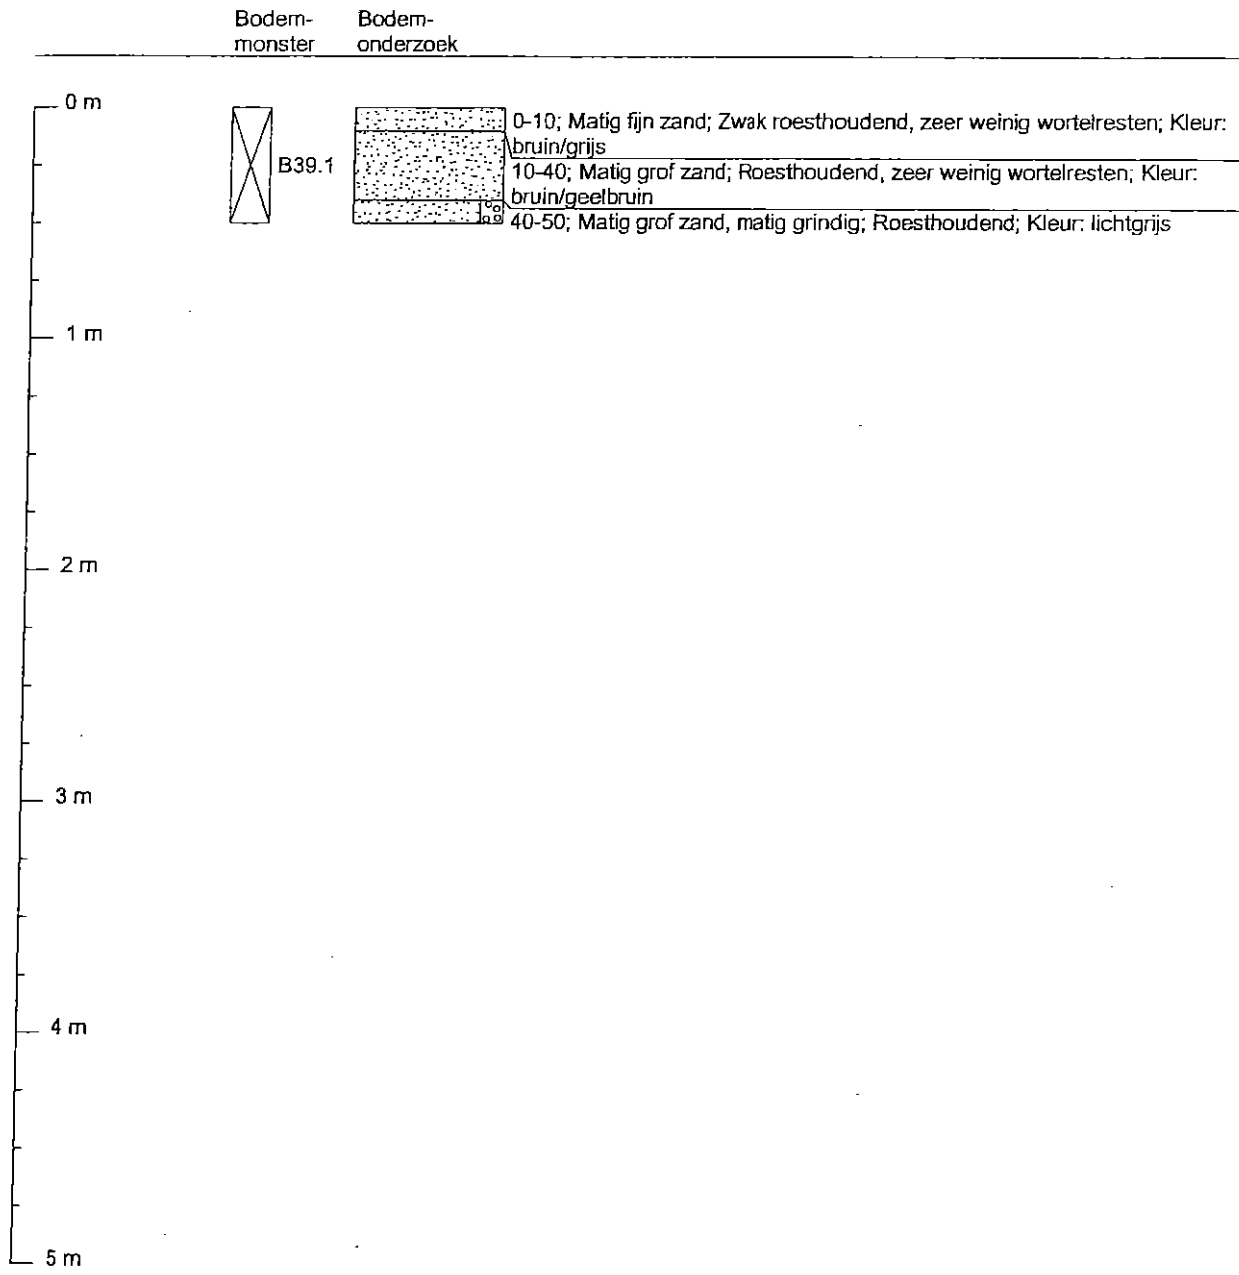 Bodem- Bodem-
monster onderzoek
0 m
0-10; Matig fijn zand; Zwak roesthoudend, zeer weinig wortelresten; Kleur:
bruin/grijs
B39.1
10-40; Matig grof zand; Roesthoudend, zeer weinig wortelresten; Kleur:
bruin/geelbruin
40-50; Matig grof zand, matig grindig; Roesthoudend; Kleur: lichtgrijs
1 m
2 m
3 m
4 m
5 m